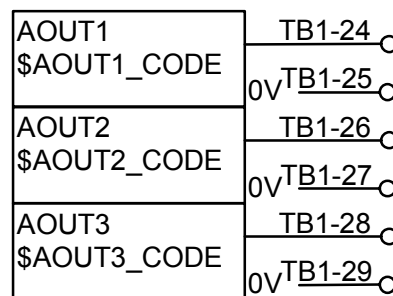 AOUT1 TB1-24
$AOUT1_CODE
0V TB1-25
AOUT2 TB1-26
$AOUT2_CODE
0V TB1-27
AOUT3 TB1-28
$AOUT3_CODE
0V TB1-29